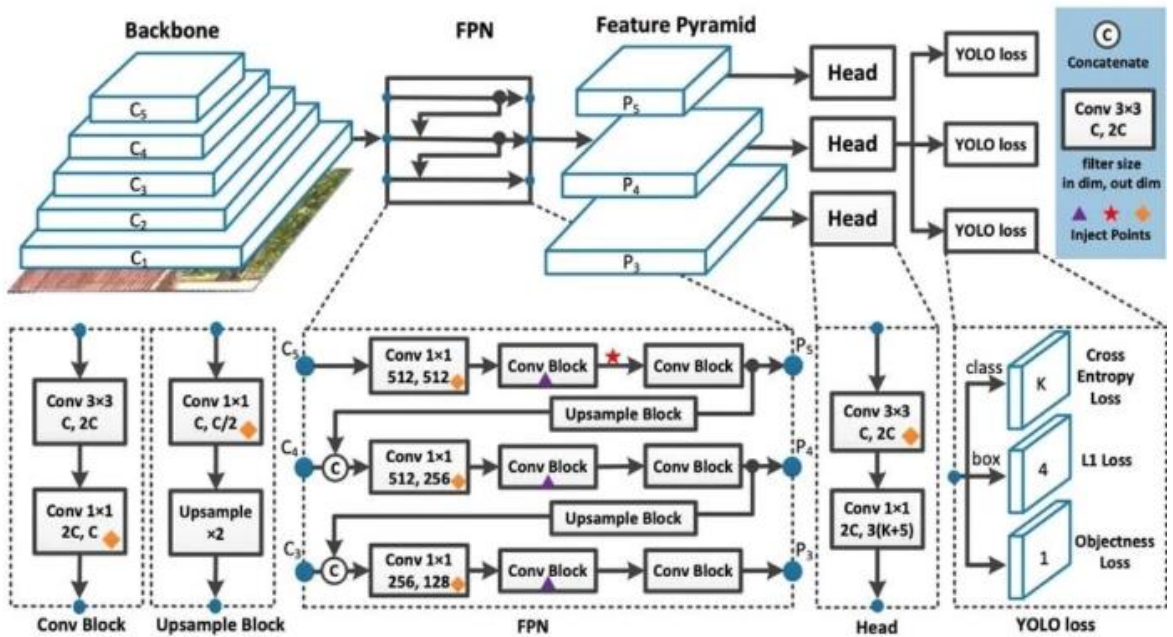 Backbone
FPN
Feature Pyramid
C5
C4
C3
C2
C1
P5
P4
P3
Head
Head
Head
YOLO loss
YOLO loss
YOLO loss
C
Concatenate
Conv 3×3
C, 2C
filter size
in dim, out dim
Inject Points
Conv 3×3
C, 2C
Conv 1×1
2C, C
Conv Block
Conv 1×1
C, C/2
Upsample
×2
Upsample Block
C5
Conv 1×1
512, 512
Conv Block
Conv Block
P5
Upsample Block
C4
C
Conv 1×1
512, 256
Conv Block
Conv Block
P4
Upsample Block
C3
C
Conv 1×1
256, 128
Conv Block
Conv Block
P3
FPN
Conv 3×3
C, 2C
Conv 1×1
2C, 3(K+5)
Head
class
K
Cross
Entropy
Loss
box
4
L1 Loss
1
Objectness
Loss
YOLO loss